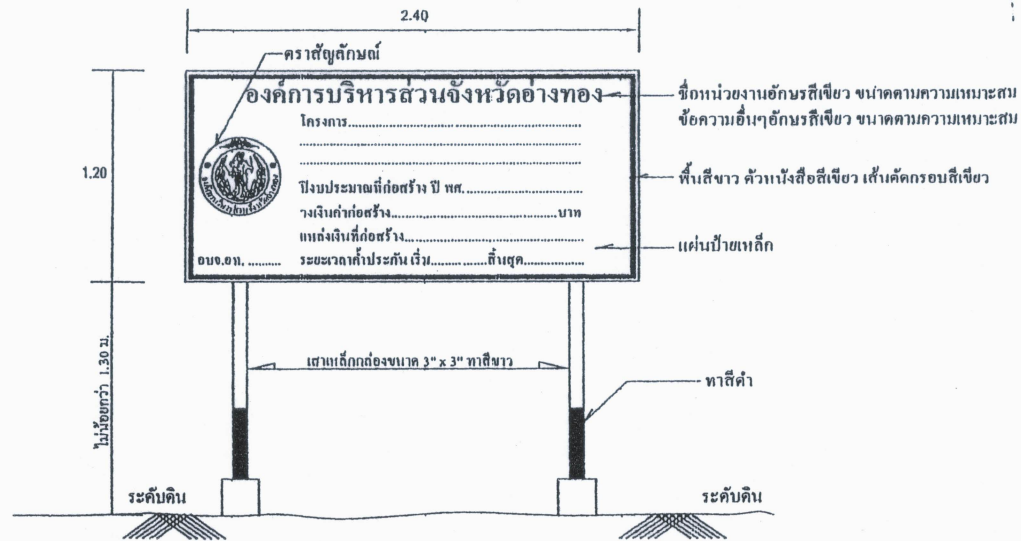 2.40
ตราสัญลักษณ์
องค์การบริหารส่วนจังหวัดอ่างทอง
ชื่อหน่วยงานอักษรสีเขียว ขนาดตามความเหมาะสม
ข้อความอื่นๆอักษรสีเขียว ขนาดตามความเหมาะสม
โครงการ..........................................................
..........................................................
..........................................................
1.20
พื้นสีขาว ตัวหนังสือสีเขียว เส้นตัดกรอบสีเขียว
ปีงบประมาณที่ก่อสร้าง ปี พศ.............................
วงเงินค่าก่อสร้าง..........................................บาท
แหล่งเงินที่ก่อสร้าง..........................................
แผ่นป้ายเหล็ก
อบจ.อท. ......... ระยะเวลาค้ำประกัน เริ่ม..............สิ้นสุด...............
ไม่น้อยกว่า 1.30 ม.
เสาเหล็กกล่องขนาด 3" x 3" ทาสีขาว
ทาสีดำ
ระดับดิน
ระดับดิน